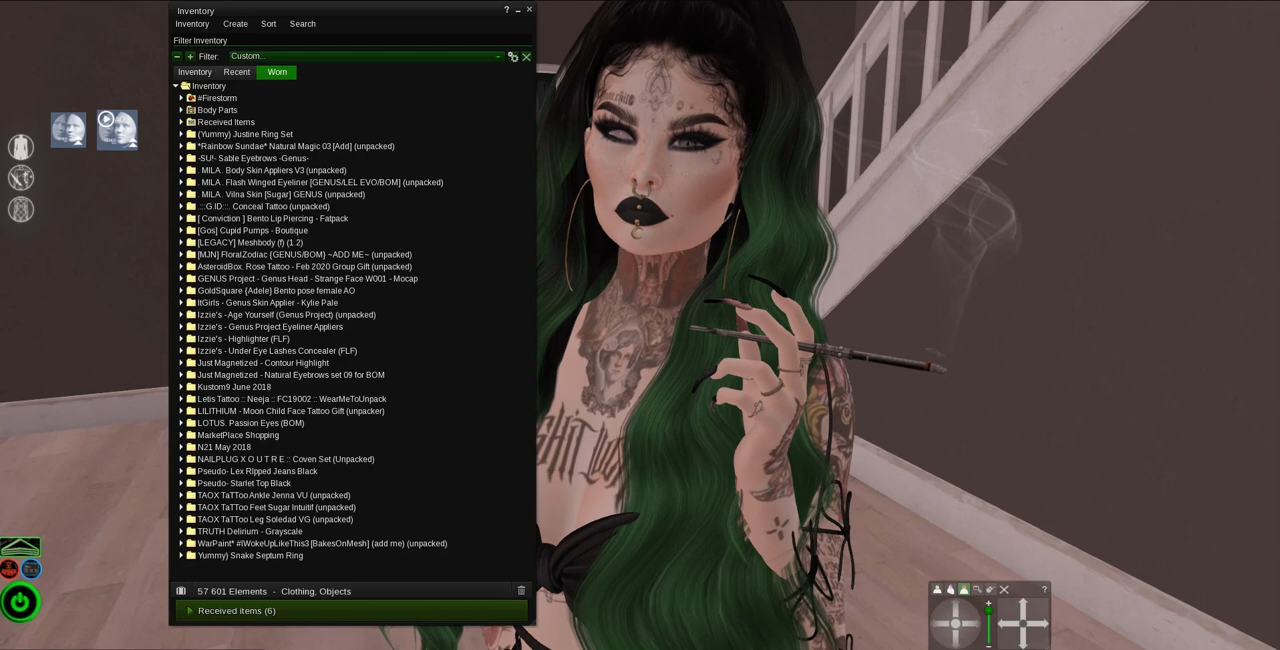 Inventory
?
Inventory Create Sort Search
Filter Inventory
Filter: Custom...
Inventory Recent Worn
Inventory
#Firestorm
Body Parts
Received Items
(Yummy) Justine Ring Set
*Rainbow Sundae* Natural Magic 03 [Add] (unpacked)
-SU!- Sable Eyebrows -Genus-
. MILA . Body Skin Appliers V3 (unpacked)
. MILA . Flash Winged Eyeliner [GENUS/LEL EVO/BOM] (unpacked)
. MILA . Vilna Skin [Sugar] GENUS (unpacked)
.:::G.ID:::. Conceal Tattoo (unpacked)
[ Conviction ] Bento Lip Piercing - Fatpack
[Gos] Cupid Pumps - Boutique
[LEGACY] Meshbody (f) (1.2)
[MJN] FloralZodiac {GENUS/BOM} ~ADD ME~ (unpacked)
AsteroidBox. Rose Tattoo - Feb 2020 Group Gift (unpacked)
GENUS Project - Genus Head - Strange Face W001 - Mocap
GoldSquare {Adele} Bento pose female AO
ItGirls - Genus Skin Applier - Kylie Pale
Izzie's - Age Yourself (Genus Project) (unpacked)
Izzie's - Genus Project Eyeliner Appliers
Izzie's - Highlighter (FLF)
Izzie's - Under Eye Lashes Concealer (FLF)
Just Magnetized - Contour Highlight
Just Magnetized - Natural Eyebrows set 09 for BOM
Kustom9 June 2018
Letis Tattoo :: Neeja :: FC19002 :: WearMeToUnpack
LILITHIUM - Moon Child Face Tattoo Gift (unpacker)
LOTUS. Passion Eyes (BOM)
MarketPlace Shopping
N21 May 2018
NAILPLUG X O U T R E :: Coven Set (Unpacked)
Pseudo- Lex RIpped Jeans Black
Pseudo- Starlet Top Black
TAOX TaTToo Ankle Jenna VU (unpacked)
TAOX TaTToo Feet Sugar Intuitif (unpacked)
TAOX TaTToo Leg Soledad VG (unpacked)
TRUTH Delirium - Grayscale
WarPaint* #IWokeUpLikeThis3 [BakesOnMesh] (add me) (unpacked)
Yummy) Snake Septum Ring
57 601 Elements - Clothing, Objects
Received items (6)
?